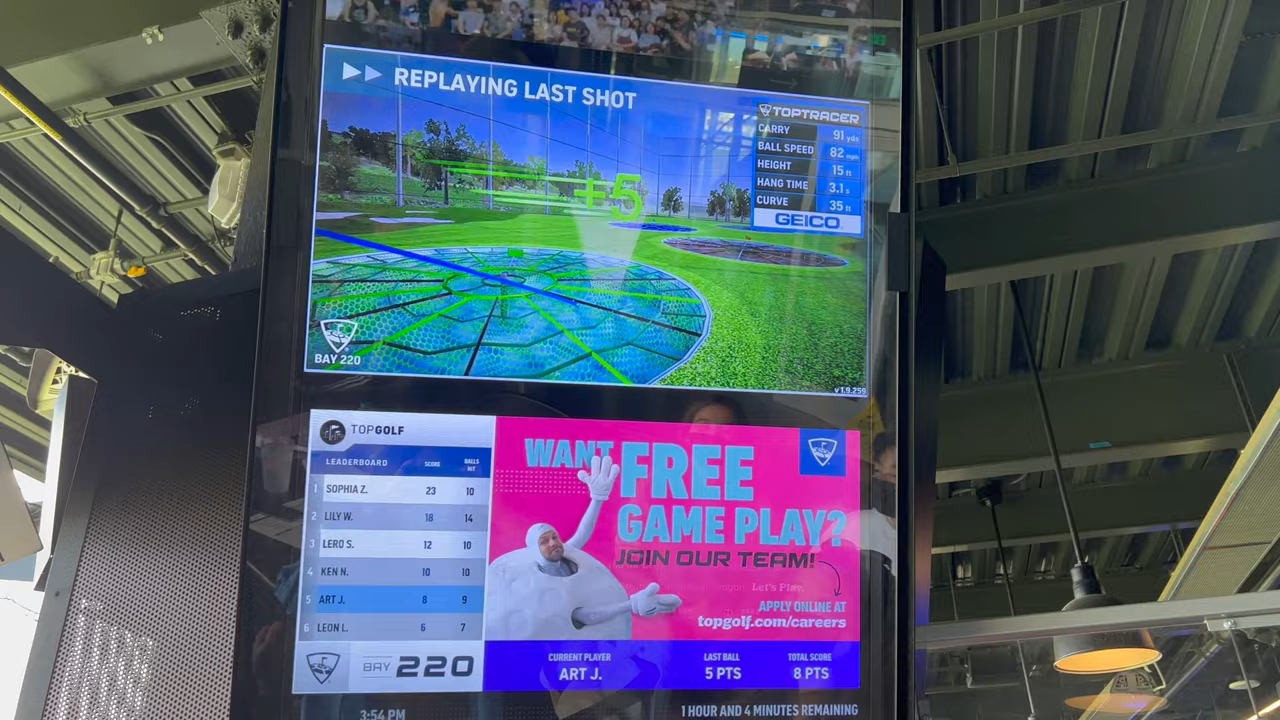 REPLAYING LAST SHOT
TOPTRACER
CARRY 91 yds
BALL SPEED 82 mph
HEIGHT 15 ft
HANG TIME 3.1 s
CURVE 35 ft
GEICO
+5
BAY 220
v1.9.259
TOPGOLF
LEADERBOARD SCORE BALLS HIT
1 SOPHIA Z. 23 10
2 LILY W. 18 14
3 LERO S. 12 10
4 KEN N. 10 10
5 ART J. 8 9
6 LEON L. 6 7
BAY 220
WANT FREE
GAME PLAY?
JOIN OUR TEAM!
Let's Play.
APPLY ONLINE AT
topgolf.com/careers
CURRENT PLAYER
ART J.
LAST BALL
5 PTS
TOTAL SCORE
8 PTS
3:54 PM
1 HOUR AND 4 MINUTES REMAINING